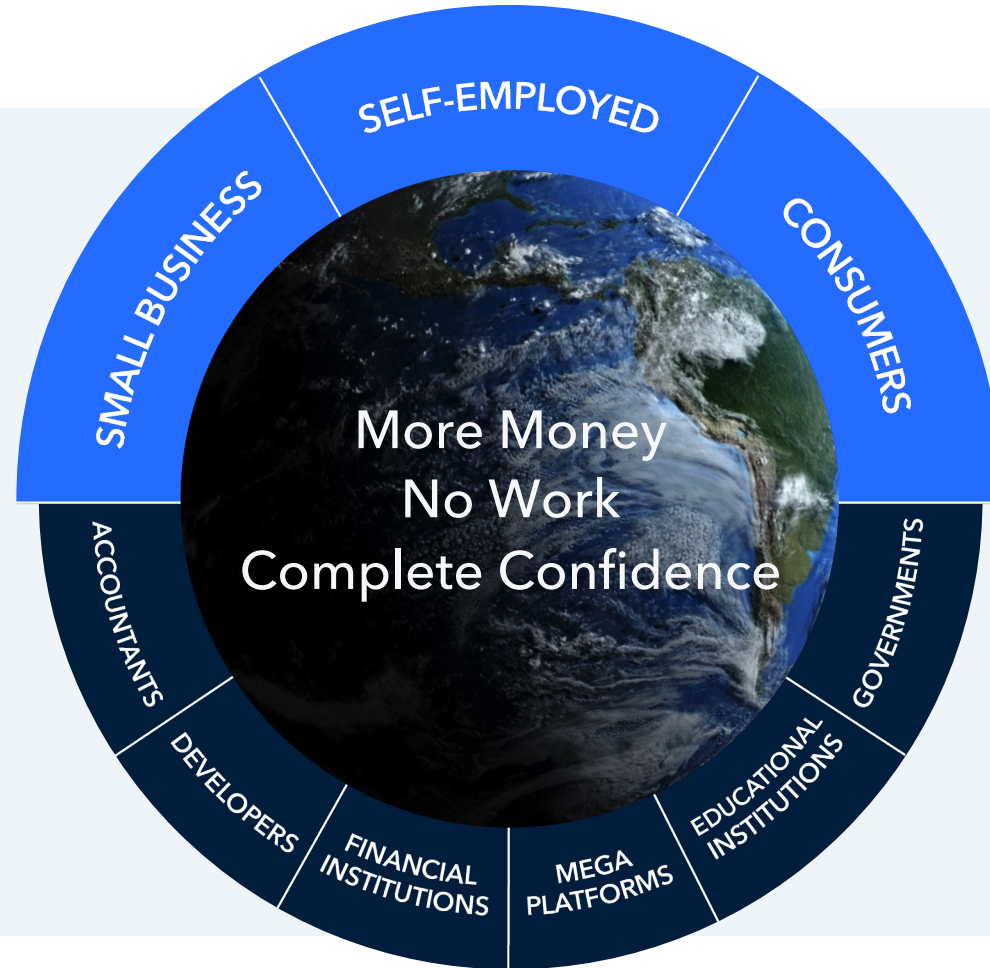 SMALL BUSINESS
SELF-EMPLOYED
CONSUMERS
More Money
No Work
Complete Confidence
ACCOUNTANTS
DEVELOPERS
FINANCIAL
INSTITUTIONS
MEGA
PLATFORMS
EDUCATIONAL
INSTITUTIONS
GOVERNMENTS